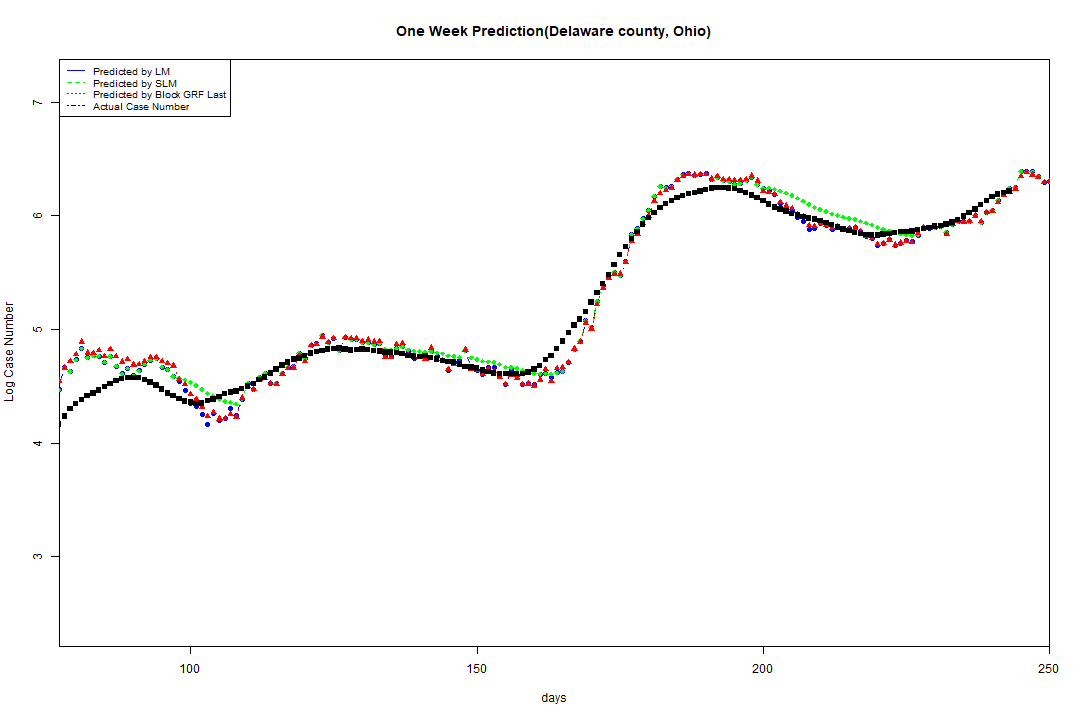 One Week Prediction(Delaware county, Ohio)
Predicted by LM
Predicted by SLM
Predicted by Block GRF Last
Actual Case Number
7
6
5
4
3
Log Case Number
100
150
200
250
days